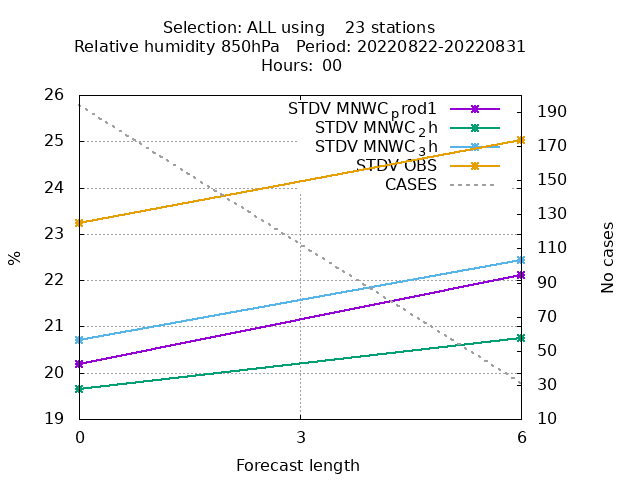 Selection: ALL using    23 stations
Relative humidity 850hPa   Period: 20220822-20220831
Hours: 00
STDV MNWC_prod1
STDV MNWC_2h
STDV MNWC_3h
STDV OBS
CASES
26
25
24
23
22
21
20
19
%
190
170
150
130
110
90
70
50
30
10
No cases
0 3 6
Forecast length